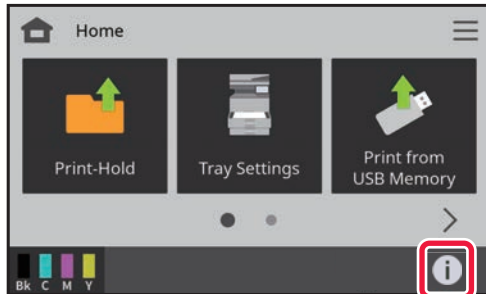 Home
Print-Hold
Tray Settings
Print from
USB Memory
Bk C M Y
i